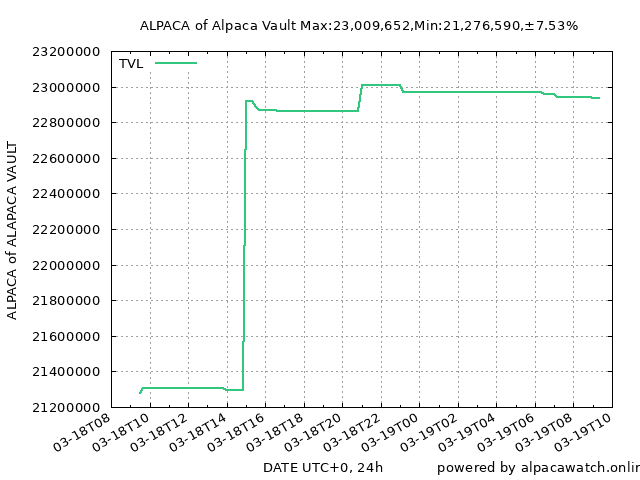 ALPACA of Alpaca Vault Max:23,009,652,Min:21,276,590,±7.53%
TVL
23200000
23000000
22800000
22600000
22400000
22200000
22000000
21800000
21600000
21400000
21200000
ALPACA of ALAPACA VAULT
03-18T08
03-18T10
03-18T12
03-18T14
03-18T16
03-18T18
03-18T20
03-18T22
03-19T00
03-19T02
03-19T04
03-19T06
03-19T08
03-19T10
DATE UTC+0, 24h
powered by alpacawatch.onlin